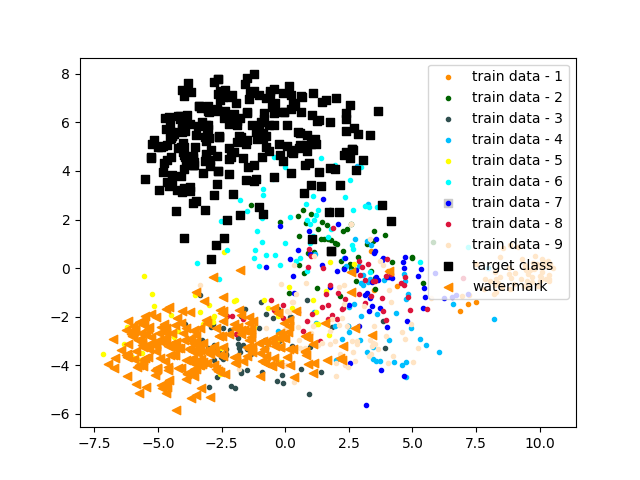 8
6
4
2
0
−2
−4
−6
−7.5 −5.0 −2.5 0.0 2.5 5.0 7.5 10.0
train data - 1
train data - 2
train data - 3
train data - 4
train data - 5
train data - 6
train data - 7
train data - 8
train data - 9
target class
watermark